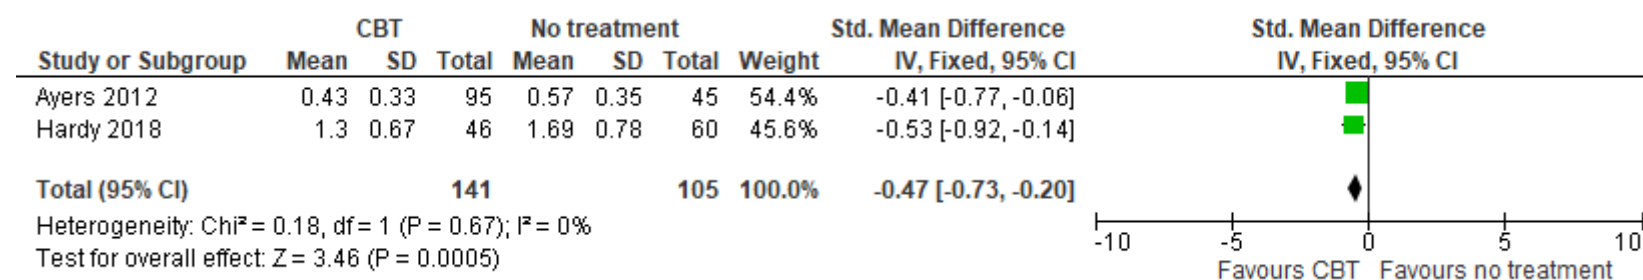 CBT No treatment Std. Mean Difference Std. Mean Difference
Study or Subgroup Mean SD Total Mean SD Total Weight IV, Fixed, 95% CI IV, Fixed, 95% CI
Ayers 2012 0.43 0.33 95 0.57 0.35 45 54.4% -0.41 [-0.77, -0.06]
Hardy 2018 1.3 0.67 46 1.69 0.78 60 45.6% -0.53 [-0.92, -0.14]
Total (95% CI) 141 105 100.0% -0.47 [-0.73, -0.20]
Heterogeneity: Chi² = 0.18, df = 1 (P = 0.67); I² = 0%
Test for overall effect: Z = 3.46 (P = 0.0005)
-10 -5 0 5 10
Favours CBT Favours no treatment